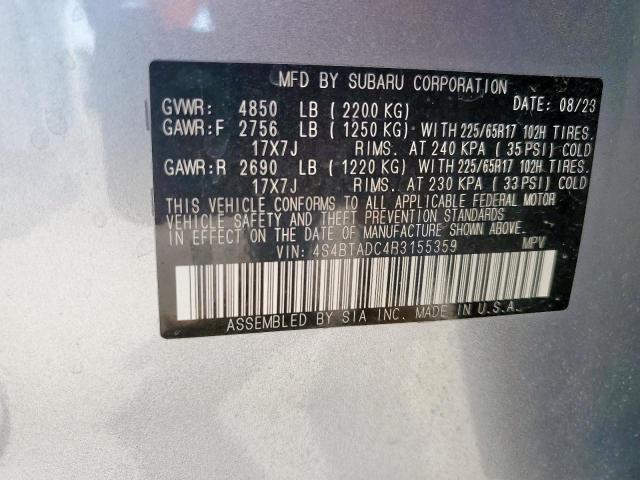 MFD BY SUBARU CORPORATION
GVWR: 4850 LB ( 2200 KG) DATE: 08/23
GAWR:F 2756 LB ( 1250 KG) WITH 225/65R17 102H TIRES.
17X7J RIMS. AT 240 KPA ( 35 PSI) COLD
GAWR:R 2690 LB ( 1220 KG) WITH 225/65R17 102H TIRES.
17X7J RIMS. AT 230 KPA ( 33 PSI) COLD
THIS VEHICLE CONFORMS TO ALL APPLICABLE FEDERAL MOTOR
VEHICLE SAFETY AND THEFT PREVENTION STANDARDS IN
EFFECT ON THE DATE OF MANUFACTURE SHOWN ABOVE.
VIN: 4S4BTADC4R3155359 MPV
ASSEMBLED BY SIA INC. MADE IN U.S.A.